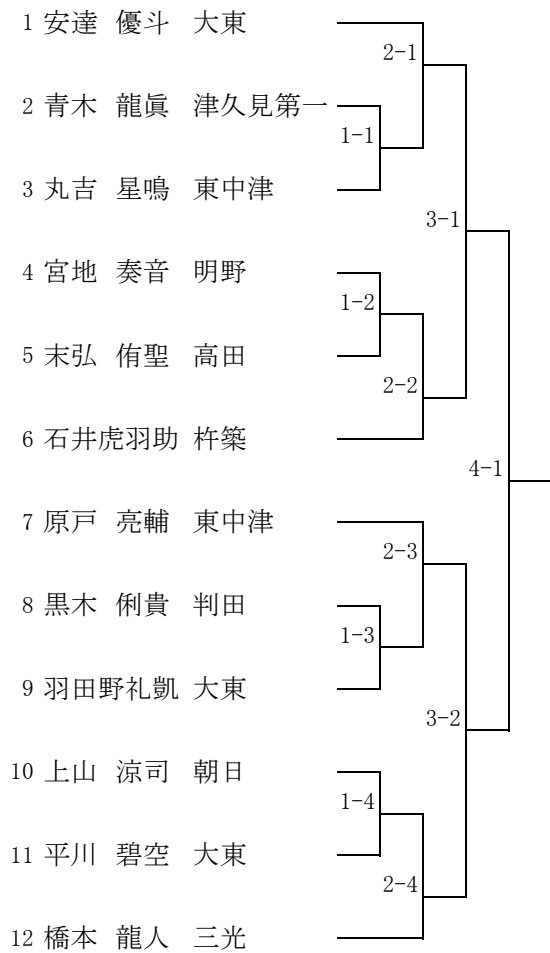 1 安達 優斗 大東
2-1
2 青木 龍眞 津久見第一
1-1
3 丸吉 星鳴 東中津
3-1
4 宮地 奏音 明野
1-2
5 末弘 侑聖 高田
2-2
6 石井虎羽助 杵築
4-1
7 原戸 亮輔 東中津
2-3
8 黒木 俐貴 判田
1-3
9 羽田野礼凱 大東
3-2
10 上山 涼司 朝日
1-4
11 平川 碧空 大東
2-4
12 橋本 龍人 三光